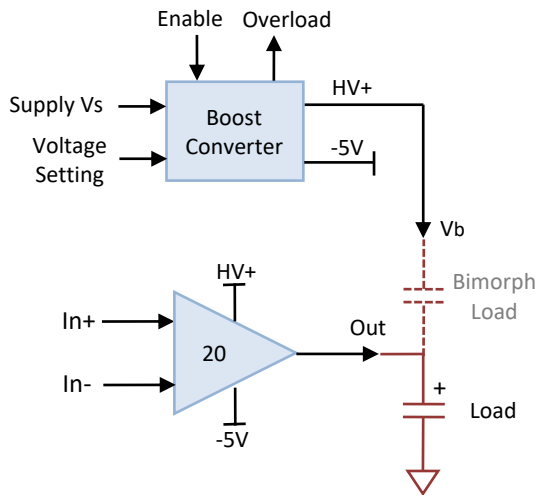 Enable
Overload
Supply Vs
Boost
Converter
HV+
Voltage
Setting
-5V
Vb
Bimorph
Load
HV+
In+
20
Out
In-
+
Load
-5V